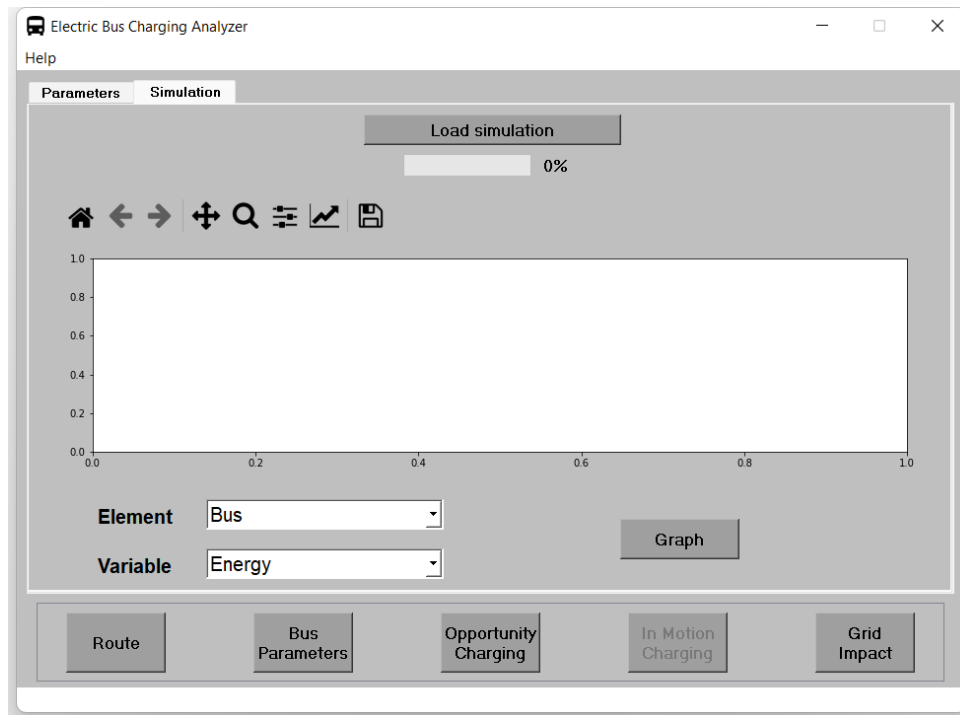 Electric Bus Charging Analyzer
Help
Parameters
Simulation
Load simulation
0%
1.0
0.8
0.6
0.4
0.2
0.0
0.0 0.2 0.4 0.6 0.8 1.0
Element Bus
Variable Energy
Graph
Route
Bus
Parameters
Opportunity
Charging
In Motion
Charging
Grid
Impact